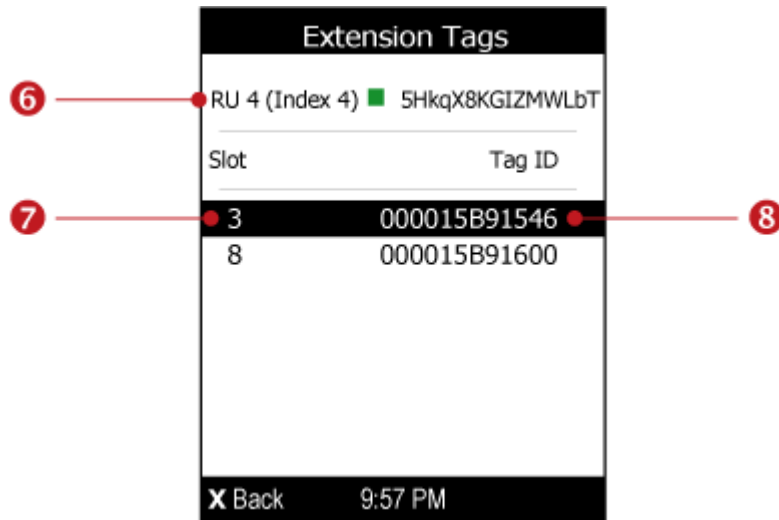 Extension Tags
6 RU 4 (Index 4) 5HkqX8KGIZMWLbT
Slot Tag ID
7 3 000015B91546 8
8 000015B91600
X Back 9:57 PM